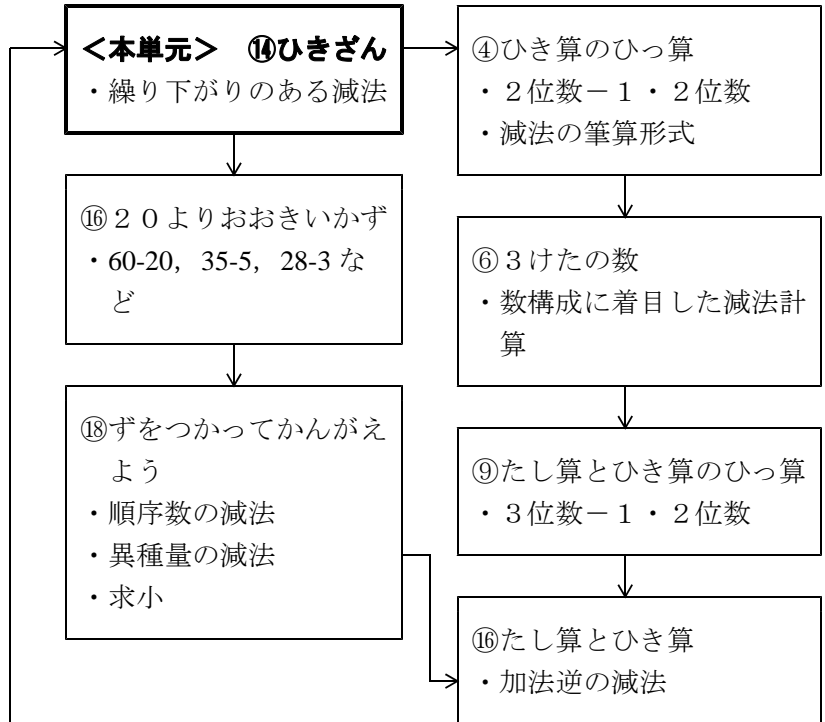 ＜本単元＞　⑭ひきざん
・繰り下がりのある減法
⑯２０よりおおきいかず
・60-20，35-5，28-3 な
ど
⑱ずをつかってかんがえ
よう
・順序数の減法
・異種量の減法
・求小
④ひき算のひっ算
・２位数－１・２位数
・減法の筆算形式
⑥３けたの数
・数構成に着目した減法計
算
⑨たし算とひき算のひっ算
・３位数－１・２位数
⑯たし算とひき算
・加法逆の減法